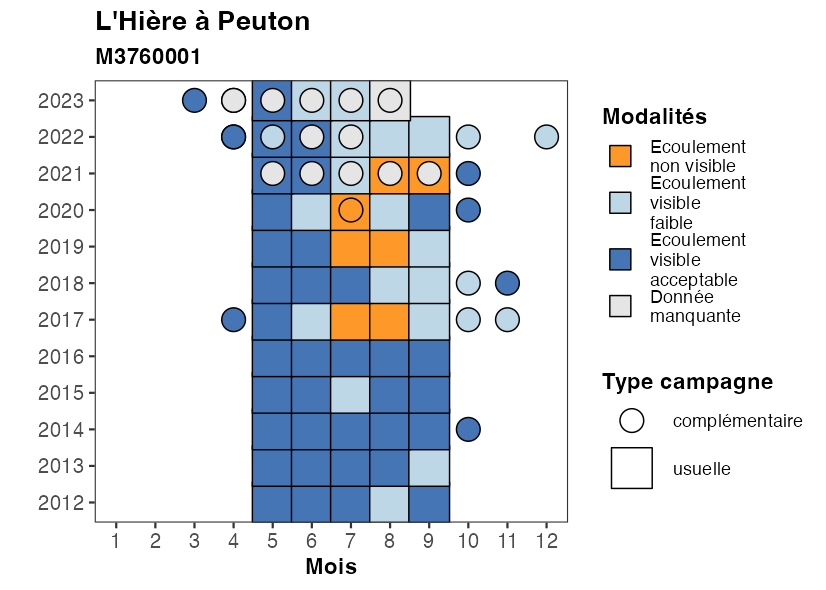 L'Hière à Peuton
M3760001
2023
2022
2021
2020
2019
2018
2017
2016
2015
2014
2013
2012
1 2 3 4 5 6 7 8 9 10 11 12
Mois
Modalités
Ecoulement
non visible
Ecoulement
visible
faible
Ecoulement
visible
acceptable
Donnée
manquante
Type campagne
complémentaire
usuelle